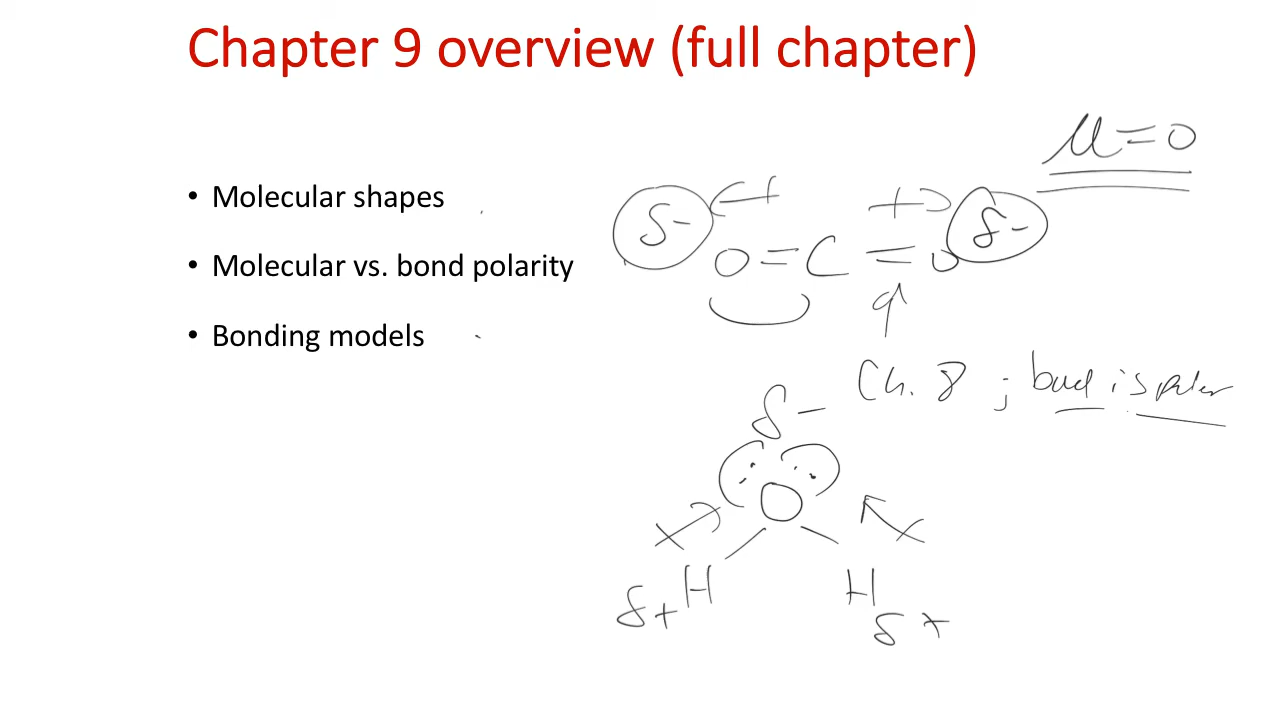 Chapter 9 overview (full chapter)
μ=0
• Molecular shapes
δ- δ-
• Molecular vs. bond polarity
O=C=O
• Bonding models
Ch. 8 ; bond is polar
δ-
O
H H
δ+ δ+